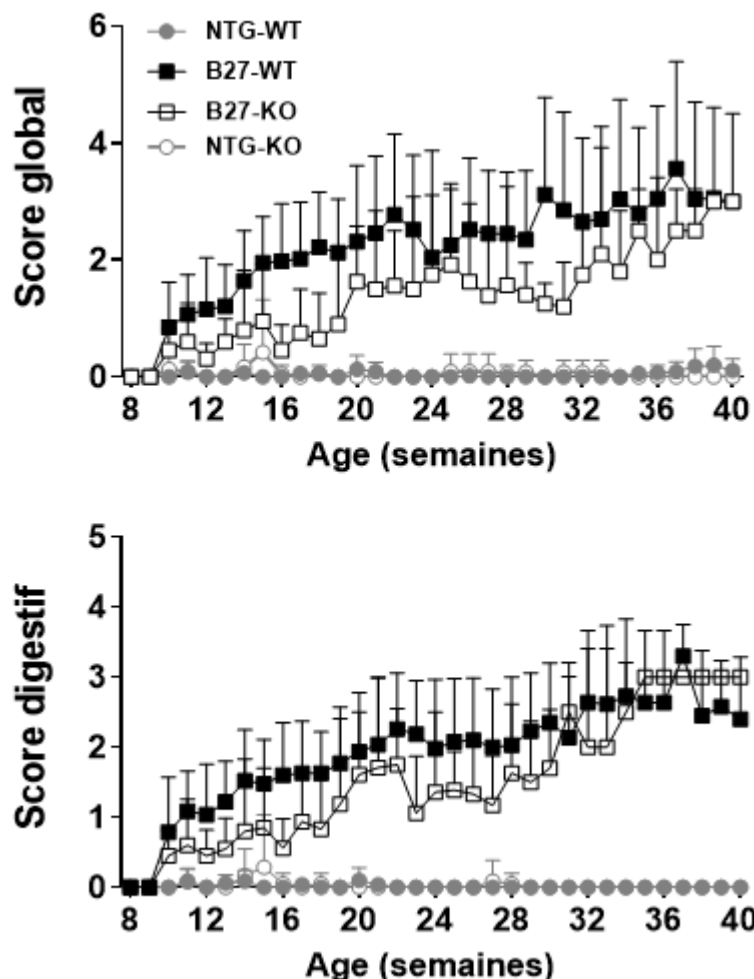 6
4
2
0
Score global
NTG-WT
B27-WT
B27-KO
NTG-KO
8 12 16 20 24 28 32 36 40
Age (semaines)
5
4
3
2
1
0
Score digestif
8 12 16 20 24 28 32 36 40
Age (semaines)